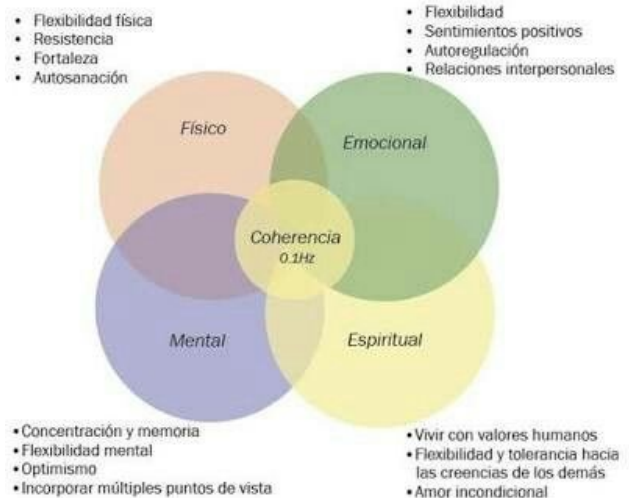 • Flexibilidad física
• Resistencia
• Fortaleza
• Autosanación
• Flexibilidad
• Sentimientos positivos
• Autoregulación
• Relaciones interpersonales
Físico
Emocional
Coherencia
0.1Hz
Mental
Espiritual
• Concentración y memoria
• Flexibilidad mental
• Optimismo
• Incorporar múltiples puntos de vista
• Vivir con valores humanos
• Flexibilidad y tolerancia hacia
las creencias de los demás
• Amor incondicional